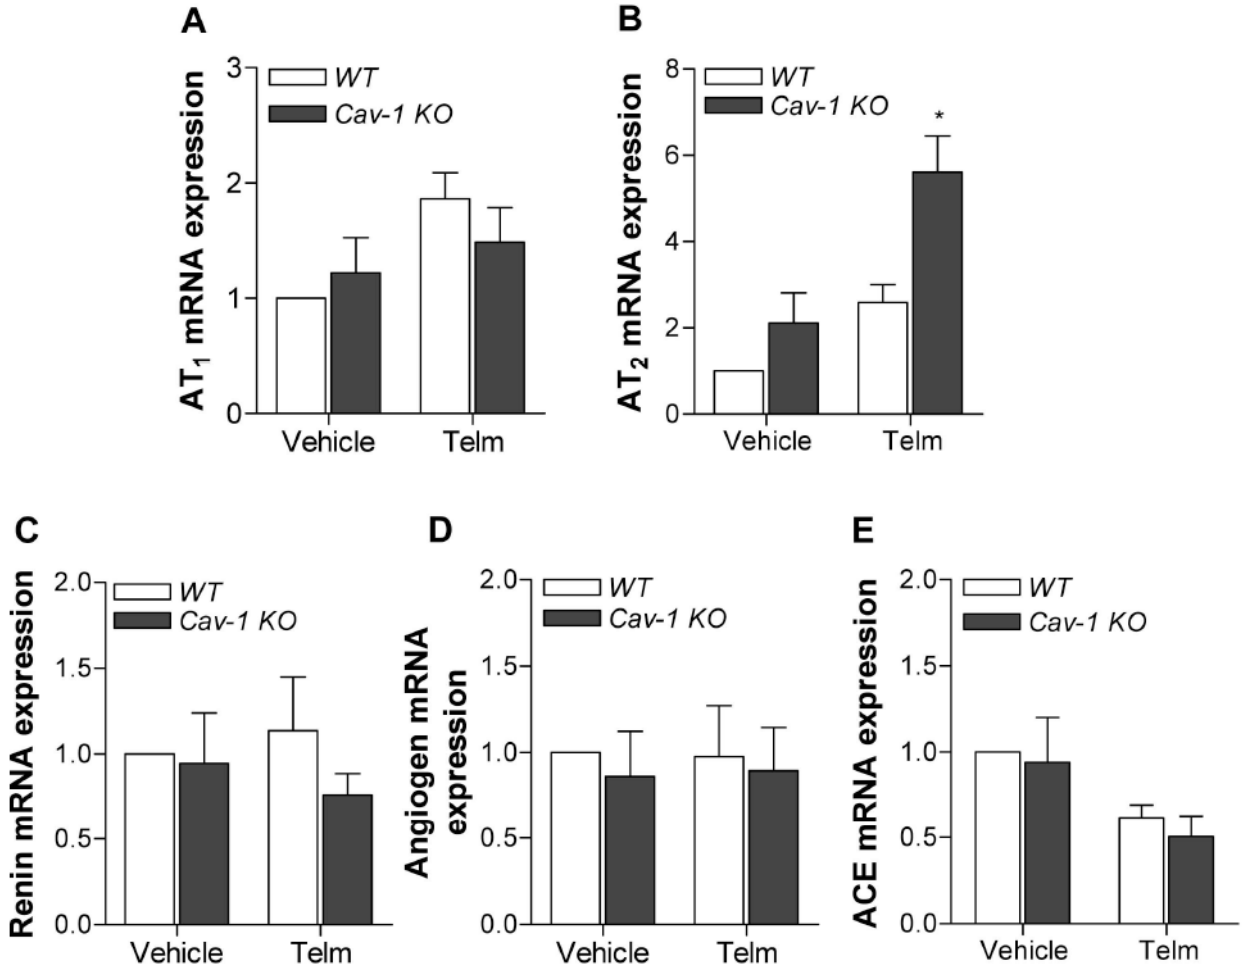 A
AT1 mRNA expression
3
2
1
0
WT
Cav-1 KO
Vehicle
Telm
B
AT2 mRNA expression
8
6
4
2
0
WT
Cav-1 KO
*
Vehicle
Telm
C
Renin mRNA expression
2.0
1.5
1.0
0.5
0.0
WT
Cav-1 KO
Vehicle
Telm
D
Angiogen mRNA
expression
2.0
1.5
1.0
0.5
0.0
WT
Cav-1 KO
Vehicle
Telm
E
ACE mRNA expression
2.0
1.5
1.0
0.5
0.0
WT
Cav-1 KO
Vehicle
Telm